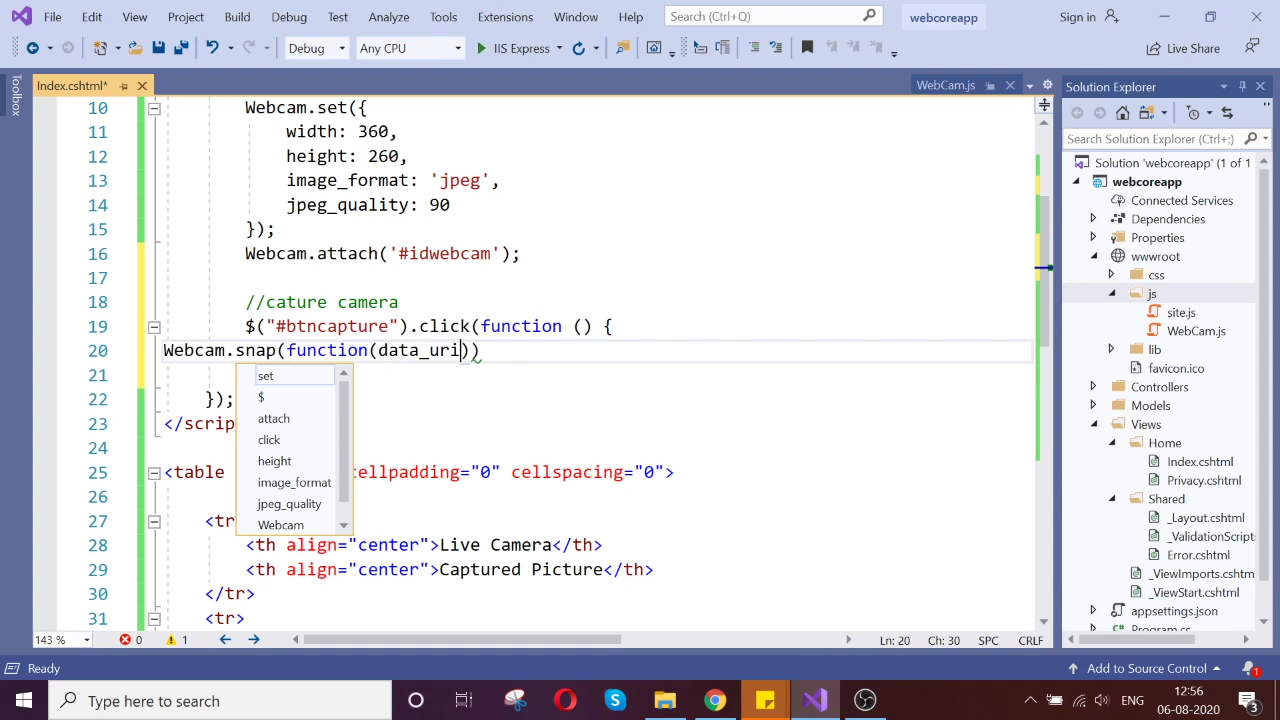 File Edit View Project Build Debug Test Analyze Tools Extensions Window Help Search (Ctrl+Q) webcoreapp Sign in
Debug Any CPU IIS Express Live Share
Toolbox
Index.cshtml* WebCam.js
10 Webcam.set({
11 width: 360,
12 height: 260,
13 image_format: 'jpeg',
14 jpeg_quality: 90
15 });
16 Webcam.attach('#idwebcam');
17
18 //cature camera
19 $("#btncapture").click(function () {
20 Webcam.snap(function(data_uri))
21
22 });
23 </scrip
24
25 <table cellpadding="0" cellspacing="0">
26
27 <tr
28 <th align="center">Live Camera</th>
29 <th align="center">Captured Picture</th>
30 </tr>
31 <tr>
set
$
attach
click
height
image_format
jpeg_quality
Webcam
143 % 0 1 Ln: 20 Ch: 30 SPC CRLF
Solution Explorer
Search Solution Explorer (Ctrl+;)
Solution 'webcoreapp' (1 of 1
webcoreapp
Connected Services
Dependencies
Properties
wwwroot
css
js
site.js
WebCam.js
lib
favicon.ico
Controllers
Models
Views
Home
Index.cshtml
Privacy.cshtml
Shared
_Layout.cshtml
_ValidationScripts
Error.cshtml
_ViewImports.cshtm
_ViewStart.cshtml
appsettings.json
Program.cs
Ready Add to Source Control 1
Type here to search ENG 12:56
06-08-2020 3